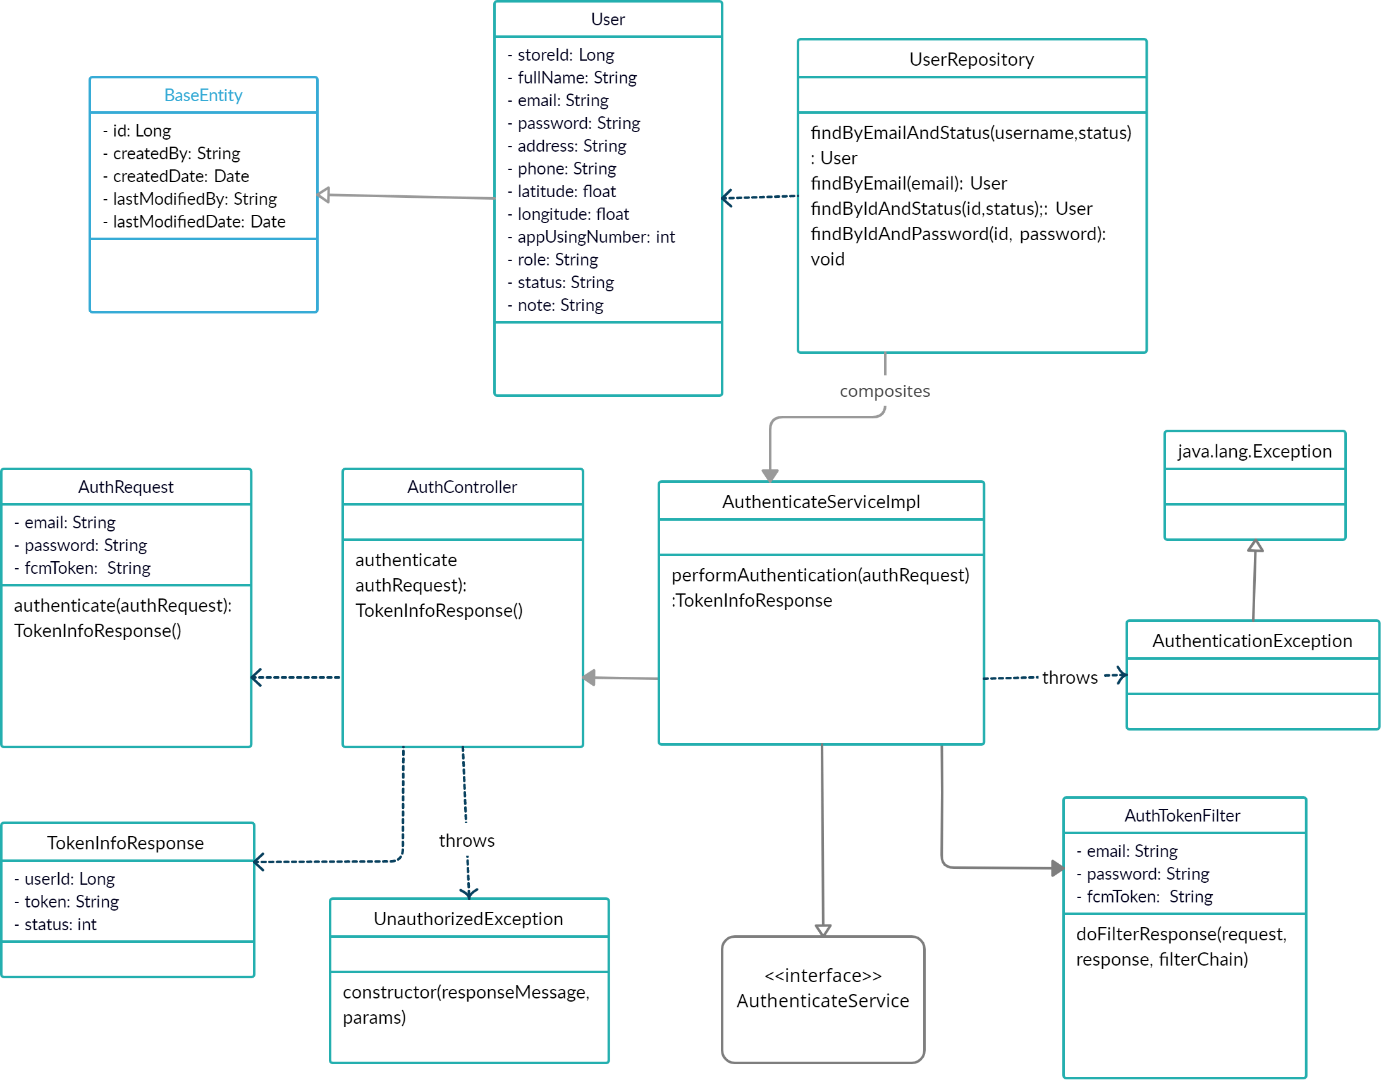 User
- storeId: Long
- fullName: String
- email: String
- password: String
- address: String
- phone: String
- latitude: float
- longitude: float
- appUsingNumber: int
- role: String
- status: String
- note: String
UserRepository
findByEmailAndStatus(username,status)
: User
findByEmail(email): User
findByIdAndStatus(id,status);: User
findByIdAndPassword(id, password):
void
BaseEntity
- id: Long
- createdBy: String
- createdDate: Date
- lastModifiedBy: String
- lastModifiedDate: Date
composites
java.lang.Exception
AuthRequest
- email: String
- password: String
- fcmToken: String
authenticate(authRequest):
TokenInfoResponse()
AuthController
authenticate
authRequest):
TokenInfoResponse()
AuthenticateServiceImpl
performAuthentication(authRequest)
:TokenInfoResponse
throws
AuthenticationException
TokenInfoResponse
- userId: Long
- token: String
- status: int
throws
UnauthorizedException
constructor(responseMessage,
params)
<<interface>>
AuthenticateService
AuthTokenFilter
- email: String
- password: String
- fcmToken: String
doFilterResponse(request,
response, filterChain)